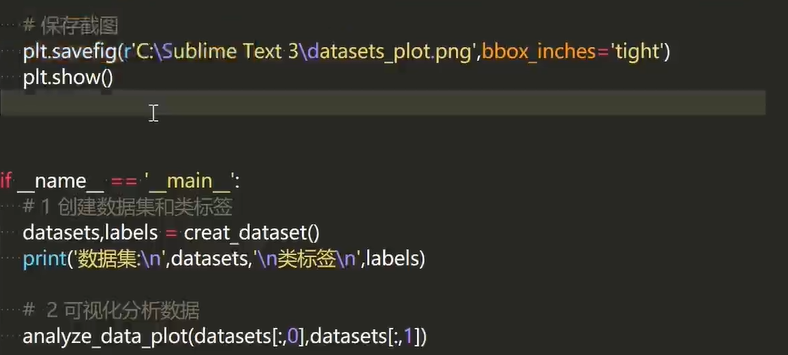 # 保存截图
plt.savefig(r'C:\Sublime Text 3\datasets_plot.png',bbox_inches='tight')
plt.show()
if __name__ == '__main__':
# 1 创建数据集和类标签
datasets,labels = creat_dataset()
print('数据集:\n',datasets,'\n类标签\n',labels)
#  2 可视化分析数据
analyze_data_plot(datasets[:,0],datasets[:,1])